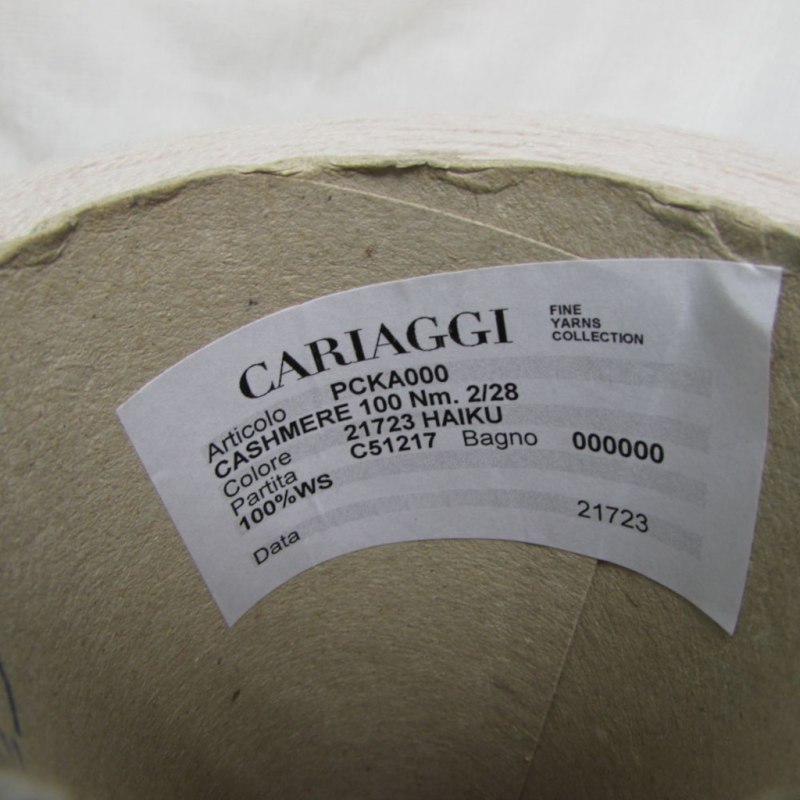 CARIAGGI
FINE
YARNS
COLLECTION
Articolo PCKA000
CASHMERE 100 Nm. 2/28
Colore 21723 HAIKU
Partita C51217 Bagno 000000
100%WS
Data 21723